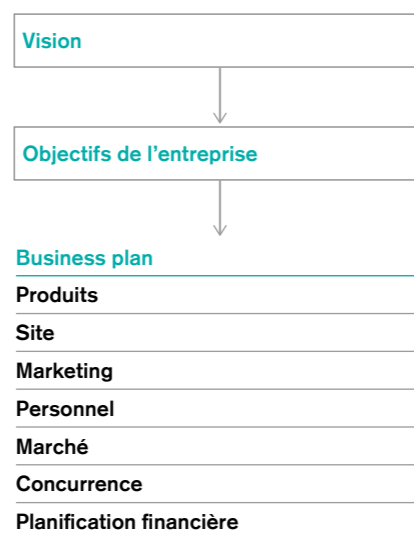 Vision
Objectifs de l’entreprise
Business plan
Produits
Site
Marketing
Personnel
Marché
Concurrence
Planification financière